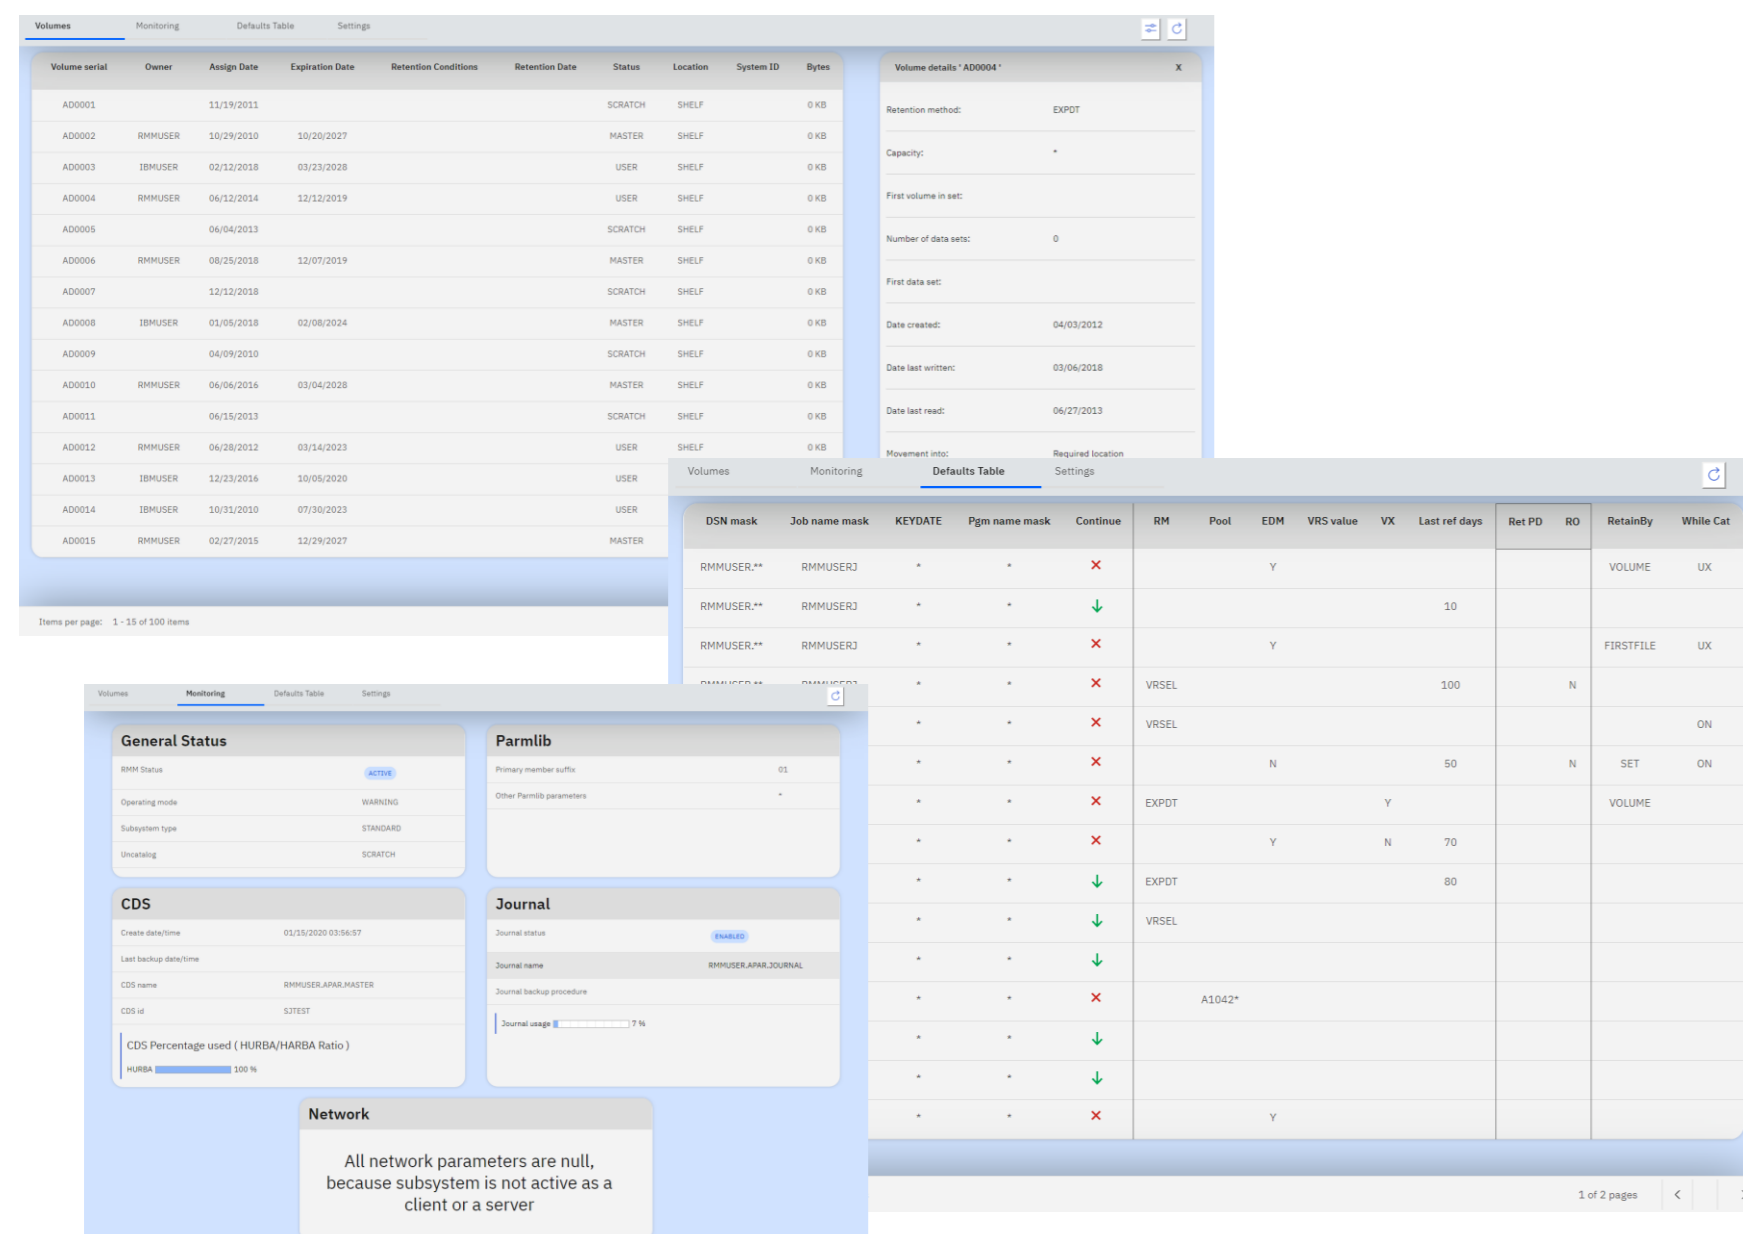 Volumes Monitoring Defaults Table Settings
Volume serial Owner Assign Date Expiration Date Retention Conditions Retention Date Status Location System ID Bytes
AD0001 11/19/2011 SCRATCH SHELF 0 KB
AD0002 RMMUSER 10/29/2010 10/20/2027 MASTER SHELF 0 KB
AD0003 IBMUSER 02/12/2018 03/23/2028 USER SHELF 0 KB
AD0004 RMMUSER 06/12/2014 12/12/2019 USER SHELF 0 KB
AD0005 06/04/2013 SCRATCH SHELF 0 KB
AD0006 RMMUSER 08/25/2018 12/07/2019 MASTER SHELF 0 KB
AD0007 12/12/2018 SCRATCH SHELF 0 KB
AD0008 IBMUSER 01/05/2018 02/08/2024 MASTER SHELF 0 KB
AD0009 04/09/2010 SCRATCH SHELF 0 KB
AD0010 RMMUSER 06/06/2016 03/04/2028 MASTER SHELF 0 KB
AD0011 06/15/2013 SCRATCH SHELF 0 KB
AD0012 RMMUSER 06/28/2012 03/14/2023 USER SHELF 0 KB
AD0013 IBMUSER 12/23/2016 10/05/2020 USER
AD0014 IBMUSER 10/31/2010 07/30/2023 USER
AD0015 RMMUSER 02/27/2015 12/29/2027 MASTER
Items per page: 1 - 15 of 100 items
Volume details ' AD0004 ' X
Retention method: EXPDT
Capacity: *
First volume in set:
Number of data sets: 0
First data set:
Date created: 04/03/2012
Date last written: 03/06/2018
Date last read: 06/27/2013
Movement into: Required location
Volumes Monitoring Defaults Table Settings
DSN mask Job name mask KEYDATE Pgm name mask Continue RM Pool EDM VRS value VX Last ref days Ret PD RO RetainBy While Cat
RMMUSER.** RMMUSERJ * * Y VOLUME UX
RMMUSER.** RMMUSERJ * * 10
RMMUSER.** RMMUSERJ * * Y FIRSTFILE UX
RMMUSER.** RMMUSERJ * * VRSEL 100 N
* * VRSEL ON
* * N 50 N SET ON
* * EXPDT Y VOLUME
* * Y N 70
* * EXPDT 80
* * VRSEL
* *
* * A1042*
* *
* *
* * Y
1 of 2 pages
Volumes Monitoring Defaults Table Settings
General Status
RMM Status ACTIVE
Operating mode WARNING
Subsystem type STANDARD
Uncatalog SCRATCH
Parmlib
Primary member suffix 01
Other Parmlib parameters *
CDS
Create date/time 01/15/2020 03:56:57
Last backup date/time
CDS name RMMUSER.APAR.MASTER
CDS id SJTEST
CDS Percentage used ( HURBA/HARBA Ratio )
HURBA 100 %
Journal
Journal status ENABLED
Journal name RMMUSER.APAR.JOURNAL
Journal backup procedure
Journal usage 7 %
Network
All network parameters are null,
because subsystem is not active as a
client or a server